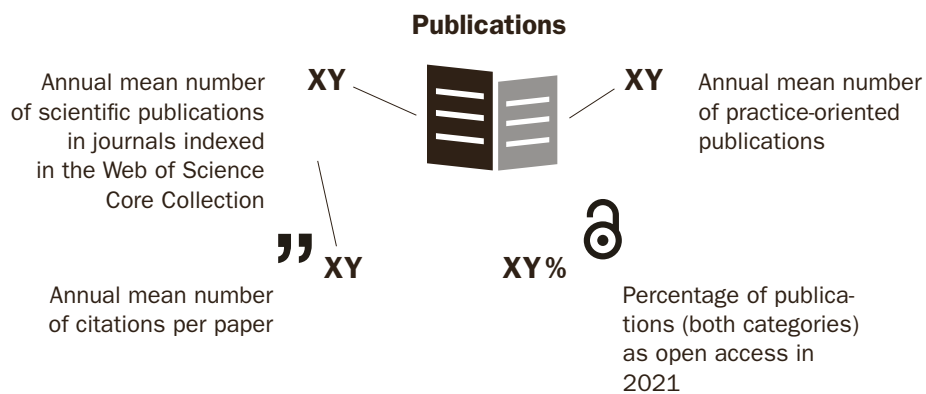 Publications
XY
Annual mean number
of scientific publications
in journals indexed
in the Web of Science
Core Collection
XY
Annual mean number
of practice-oriented
publications
” XY
Annual mean number
of citations per paper
XY %
Percentage of publica-
tions (both categories)
as open access in
2021